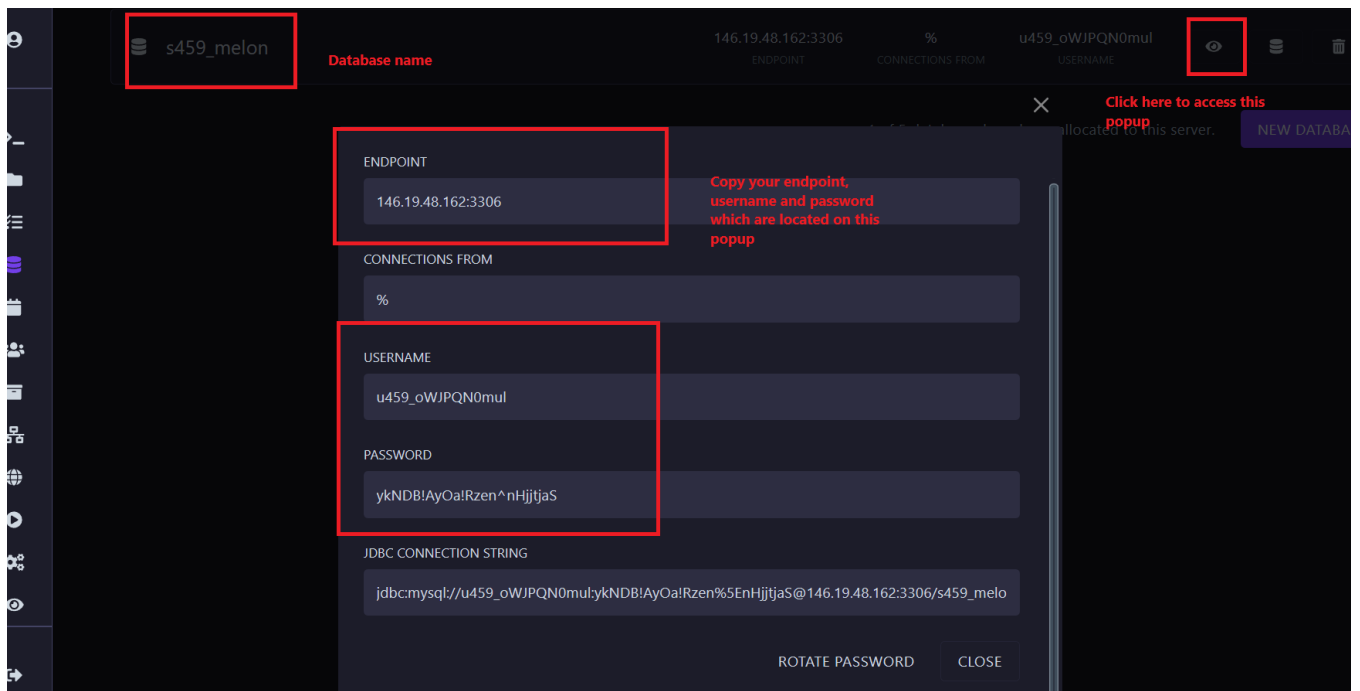 s459_melon
Database name
146.19.48.162:3306
ENDPOINT
%
CONNECTIONS FROM
u459_oWJPQN0mul
USERNAME
Click here to access this
popup
allocated to this server.
NEW DATABA
ENDPOINT
146.19.48.162:3306
Copy your endpoint,
username and password
which are located on this
popup
CONNECTIONS FROM
%
USERNAME
u459_oWJPQN0mul
PASSWORD
ykNDB!AyOa!Rzen^nHjjtjaS
JDBC CONNECTION STRING
jdbc:mysql://u459_oWJPQN0mul:ykNDB!AyOa!Rzen%5EnHjjtjaS@146.19.48.162:3306/s459_melo
ROTATE PASSWORD
CLOSE